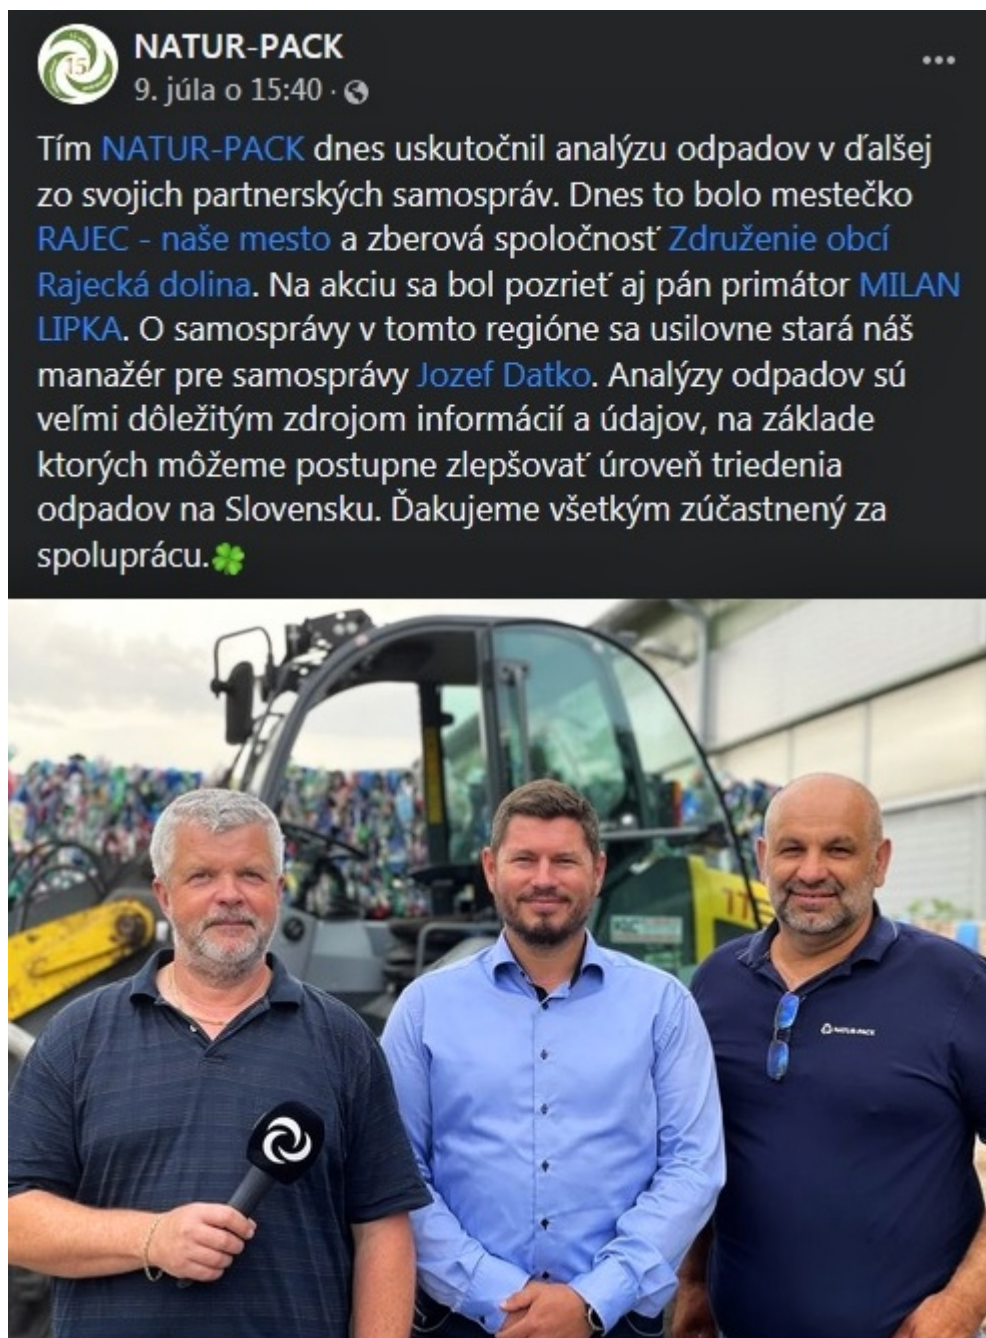 NATUR-PACK
9. júla o 15:40 ·
Tím NATUR-PACK dnes uskutočnil analýzu odpadov v ďalšej
zo svojich partnerských samospráv. Dnes to bolo mestečko
RAJEC - naše mesto a zberová spoločnosť Združenie obcí
Rajecká dolina. Na akciu sa bol pozrieť aj pán primátor MILAN
LIPKA. O samosprávy v tomto regióne sa usilovne stará náš
manažér pre samosprávy Jozef Datko. Analýzy odpadov sú
veľmi dôležitým zdrojom informácií a údajov, na základe
ktorých môžeme postupne zlepšovať úroveň triedenia
odpadov na Slovensku. Ďakujeme všetkým zúčastnený za
spoluprácu.🍀
15
NATUR-PACK